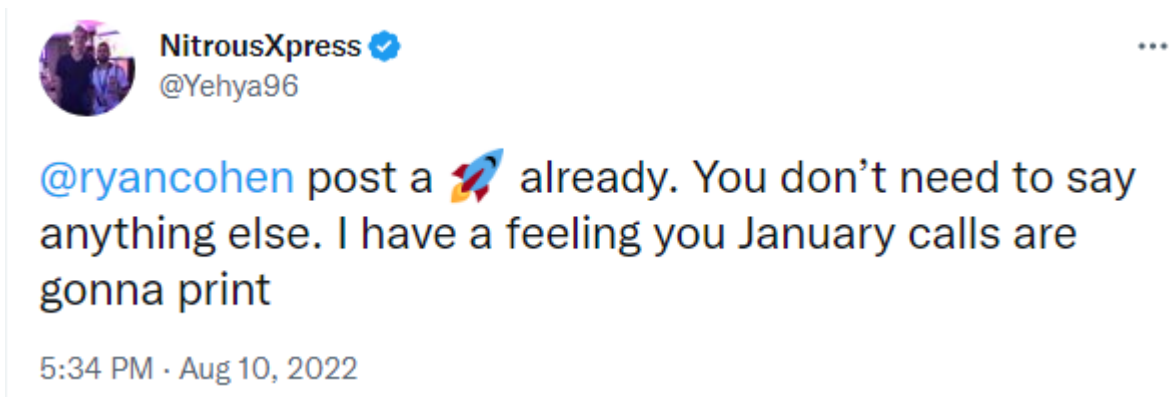 NitrousXpress
@Yehya96
@ryancohen post a 🚀 already. You don’t need to say
anything else. I have a feeling you January calls are
gonna print
5:34 PM · Aug 10, 2022